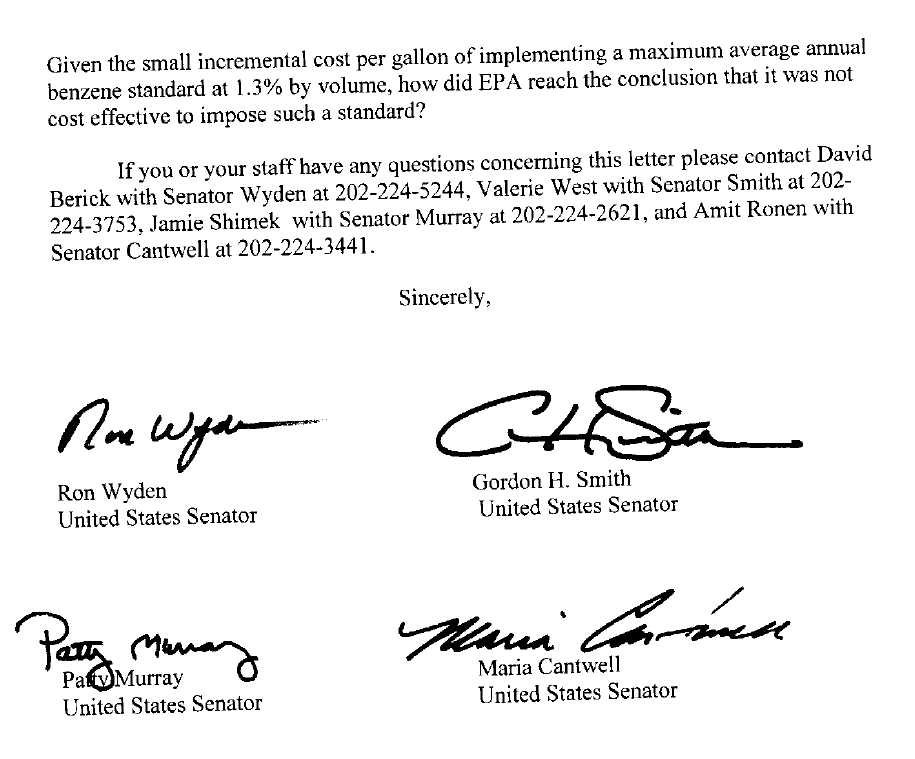 Given the small incremental cost per gallon of implementing a maximum average annual
benzene standard at 1.3% by volume, how did EPA reach the conclusion that it was not
cost effective to impose such a standard?
If you or your staff have any questions concerning this letter please contact David
Berick with Senator Wyden at 202-224-5244, Valerie West with Senator Smith at 202-
224-3753, Jamie Shimek with Senator Murray at 202-224-2621, and Amit Ronen with
Senator Cantwell at 202-224-3441.
Sincerely,
Ron Wyden
Ron Wyden
United States Senator
G H Smith
Gordon H. Smith
United States Senator
Patty Murray
Patty Murray
United States Senator
Maria Cantwell
Maria Cantwell
United States Senator